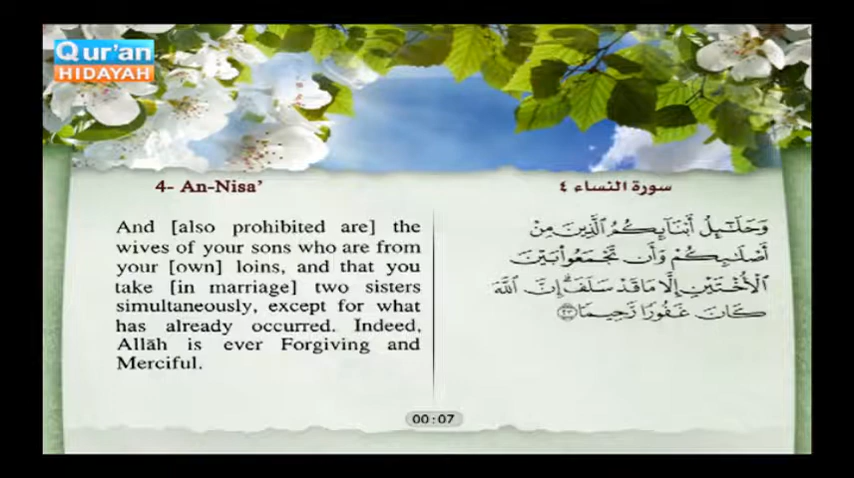 Qur'an
HIDAYAH
4- An-Nisa'
And [also prohibited are] the
wives of your sons who are from
your [own] loins, and that you
take [in marriage] two sisters
simultaneously, except for what
has already occurred. Indeed,
Allāh is ever Forgiving and
Merciful.
سورة النساء ٤
وَحَلَٰٓئِلُ أَبْنَآئِكُمُ ٱلَّذِينَ مِنْ
أَصْلَٰبِكُمْ وَأَن تَجْمَعُوا۟ بَيْنَ
ٱلْأُخْتَيْنِ إِلَّا مَا قَدْ سَلَفَ ۗ إِنَّ ٱللَّهَ
كَانَ غَفُورًا رَّحِيمًا ٢٣
00:07